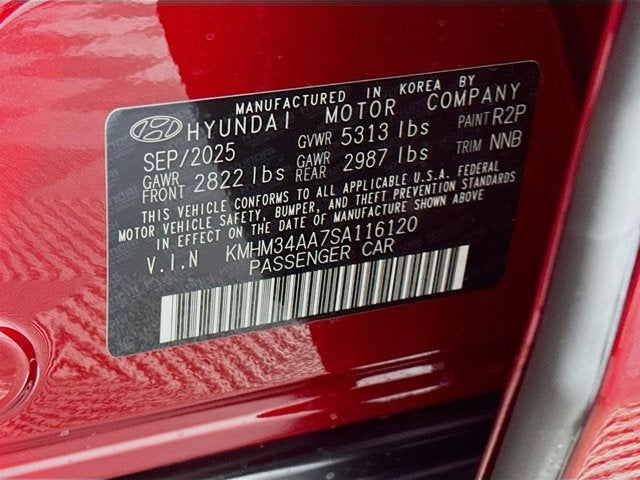 MANUFACTURED IN KOREA BY
HYUNDAI MOTOR COMPANY
SEP/2025 GVWR 5313 lbs PAINT R2P
GAWR FRONT 2822 lbs GAWR REAR 2987 lbs TRIM NNB
THIS VEHICLE CONFORMS TO ALL APPLICABLE U.S.A. FEDERAL
MOTOR VEHICLE SAFETY, BUMPER, AND THEFT PREVENTION STANDARDS
IN EFFECT ON THE DATE OF MANUFACTURE SHOWN ABOVE
V.I.N KMHM34AA7SA116120
PASSENGER CAR